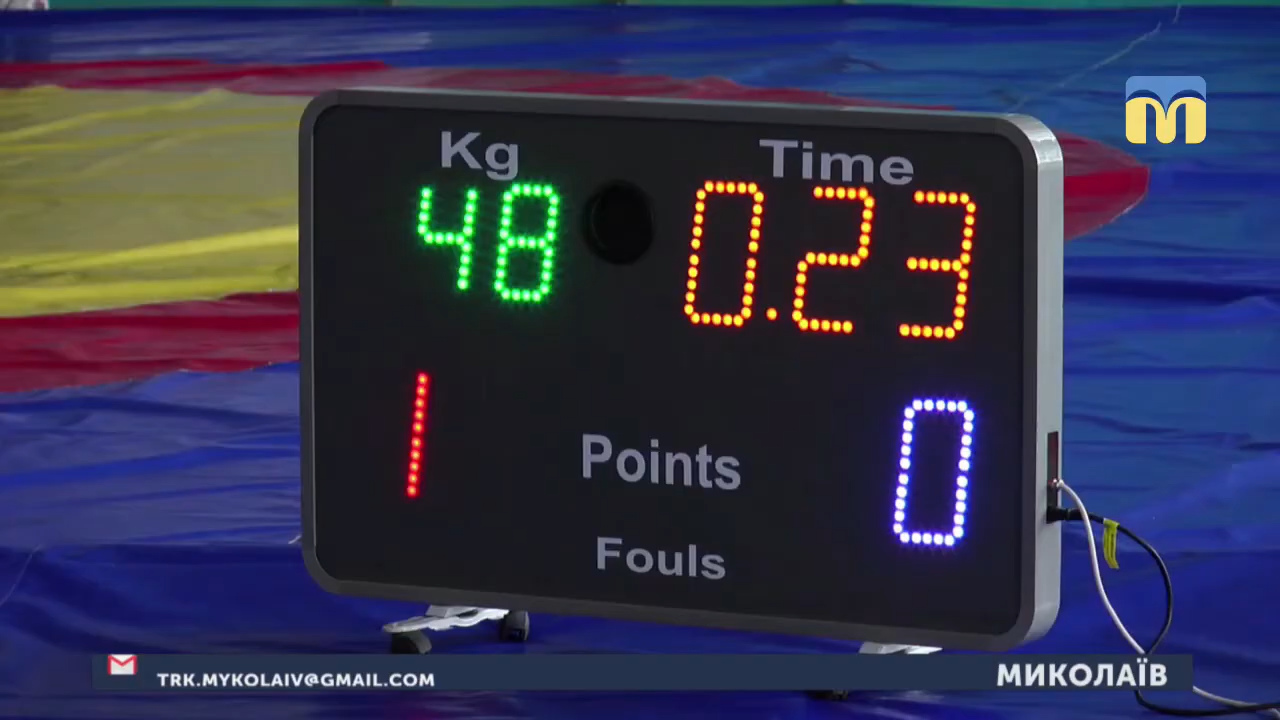 Kg
Time
48
0.23
1
Points
0
Fouls
TRK.MYKOLAIV@GMAIL.COM
МИКОЛАЇВ